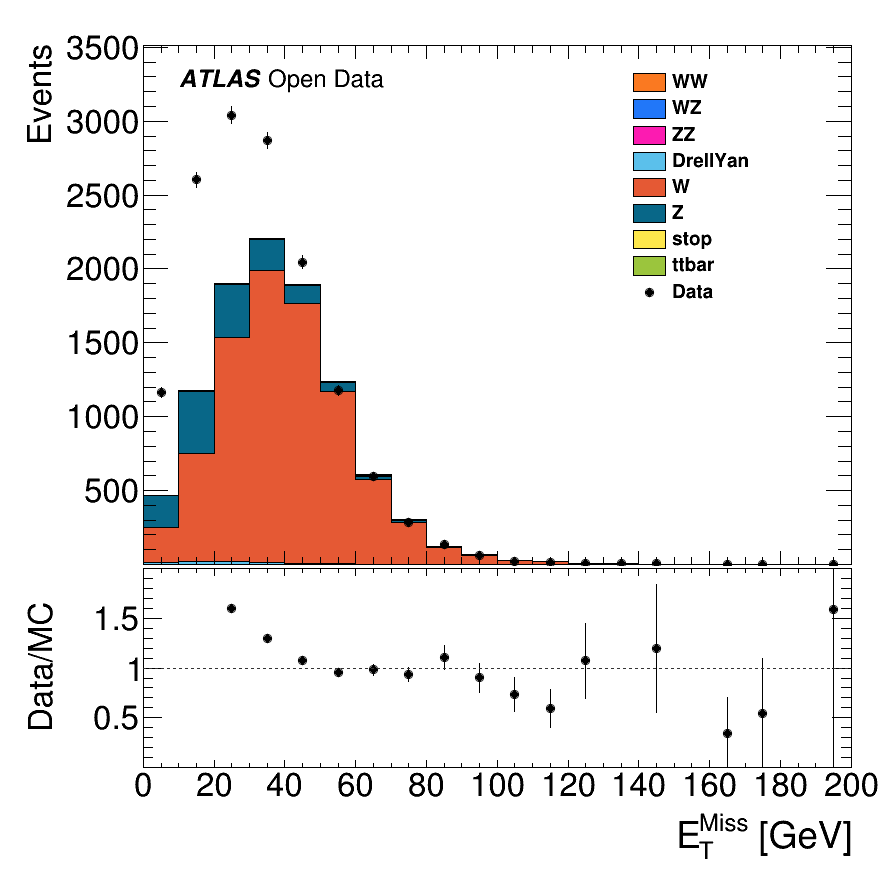 Events
3500
3000
2500
2000
1500
1000
500
ATLAS Open Data
WW
WZ
ZZ
DrellYan
W
Z
stop
ttbar
Data
Data/MC
1.5
1
0.5
0 20 40 60 80 100 120 140 160 180 200
E_T^Miss [GeV]